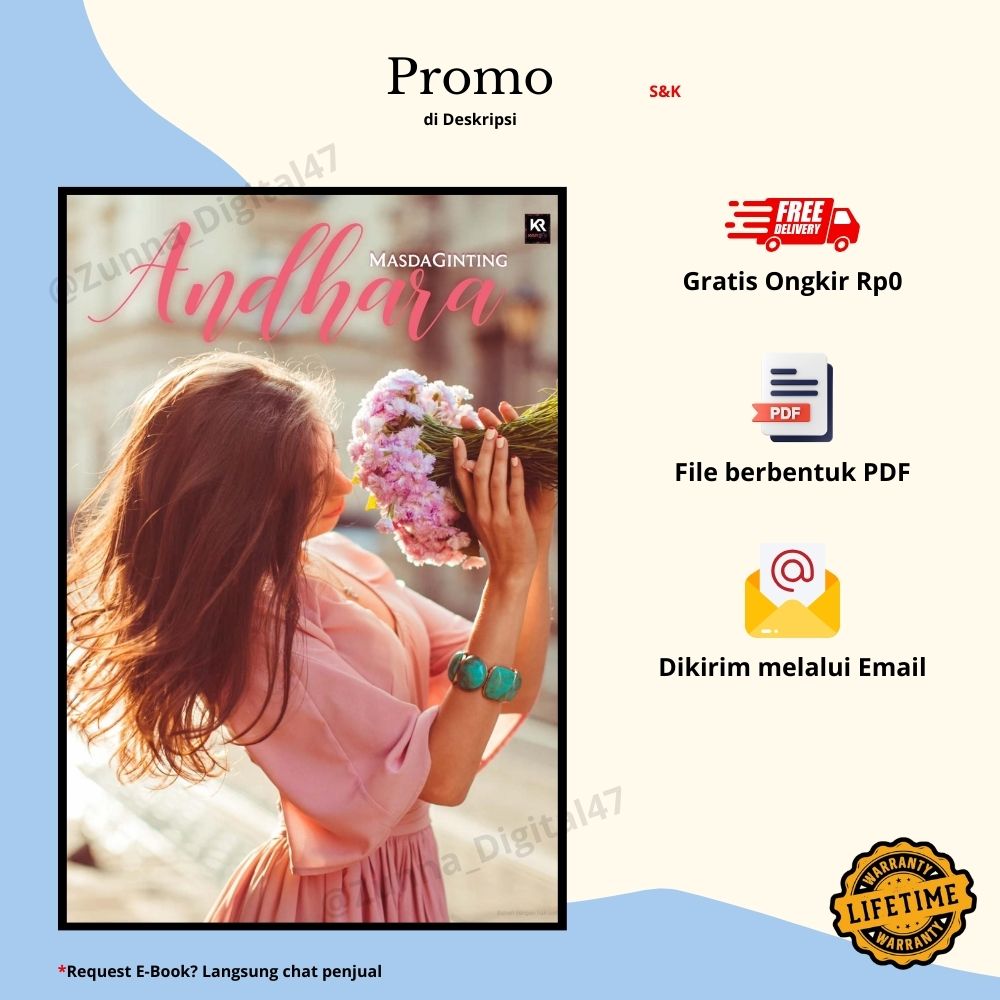 Promo
di Deskripsi
S&K
@Zunna_Digital47
KR
MASDAGINTING
Andhara
FREE
DELIVERY
Gratis Ongkir Rp0
PDF
File berbentuk PDF
@
Dikirim melalui Email
@Zunna_Digital47
WARRANTY
LIFETIME
WARRANTY
*Request E-Book? Langsung chat penjual